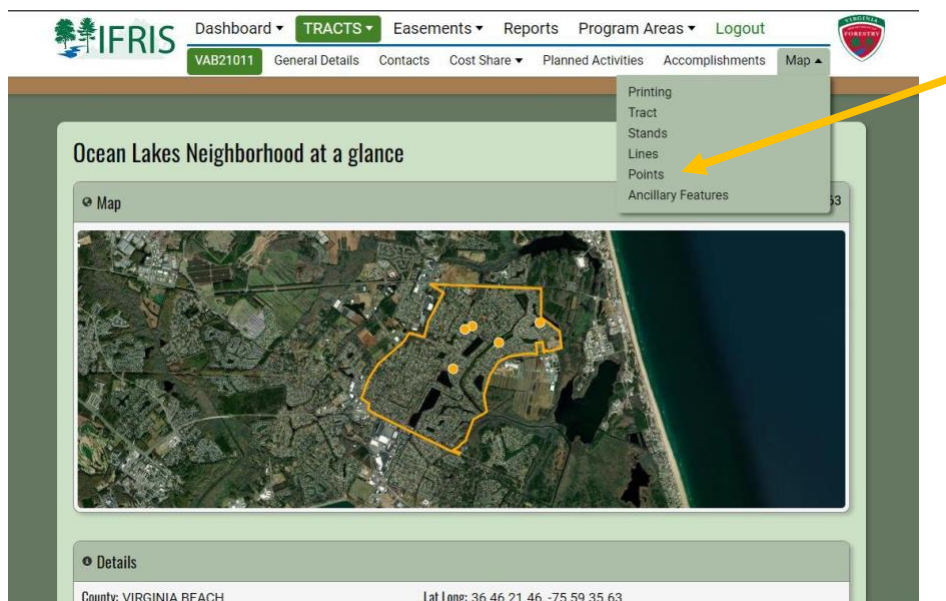 IFRIS
Dashboard TRACTS Easements Reports Program Areas Logout
VIRGINIA
FORESTRY
VAB21011 General Details Contacts Cost Share Planned Activities Accomplishments Map
Printing
Tract
Stands
Lines
Points
Ancillary Features
Ocean Lakes Neighborhood at a glance
Map 63
Details
County: VIRGINIA BEACH Lat Long: 36 46 21.46, -75 59 35.63